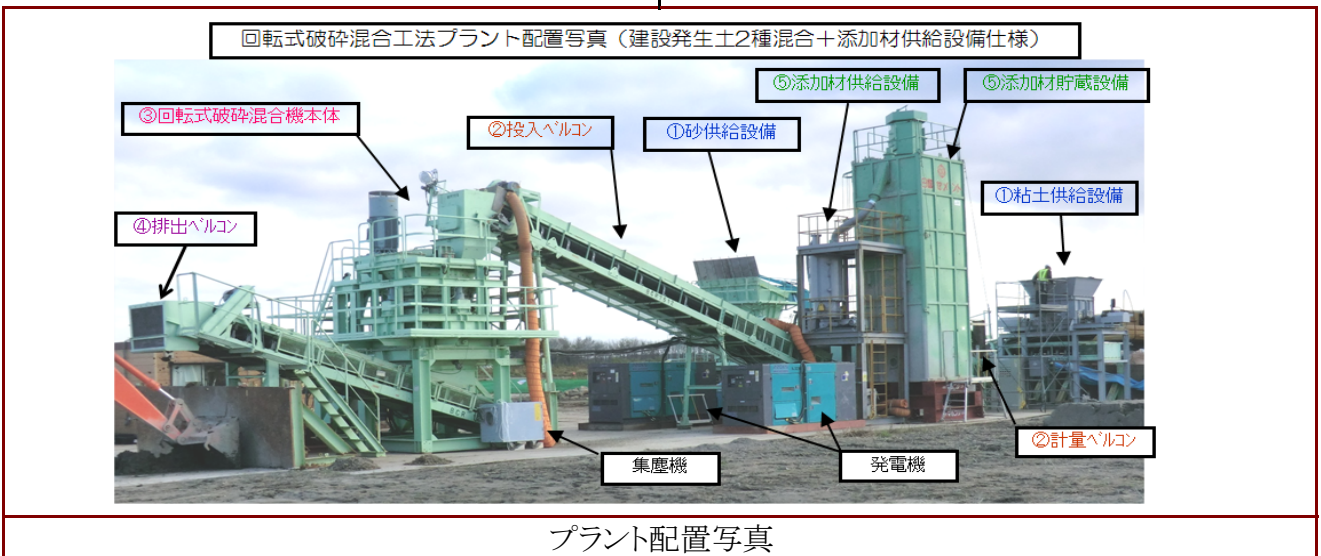 回転式破砕混合工法プラント配置写真（建設発生土2種混合＋添加材供給設備仕様）
⑤添加材供給設備
⑤添加材貯蔵設備
③回転式破砕混合機本体
②投入ﾍﾞﾙｺﾝ
①砂供給設備
①粘土供給設備
④排出ﾍﾞﾙｺﾝ
②計量ﾍﾞﾙｺﾝ
集塵機
発電機
プラント配置写真